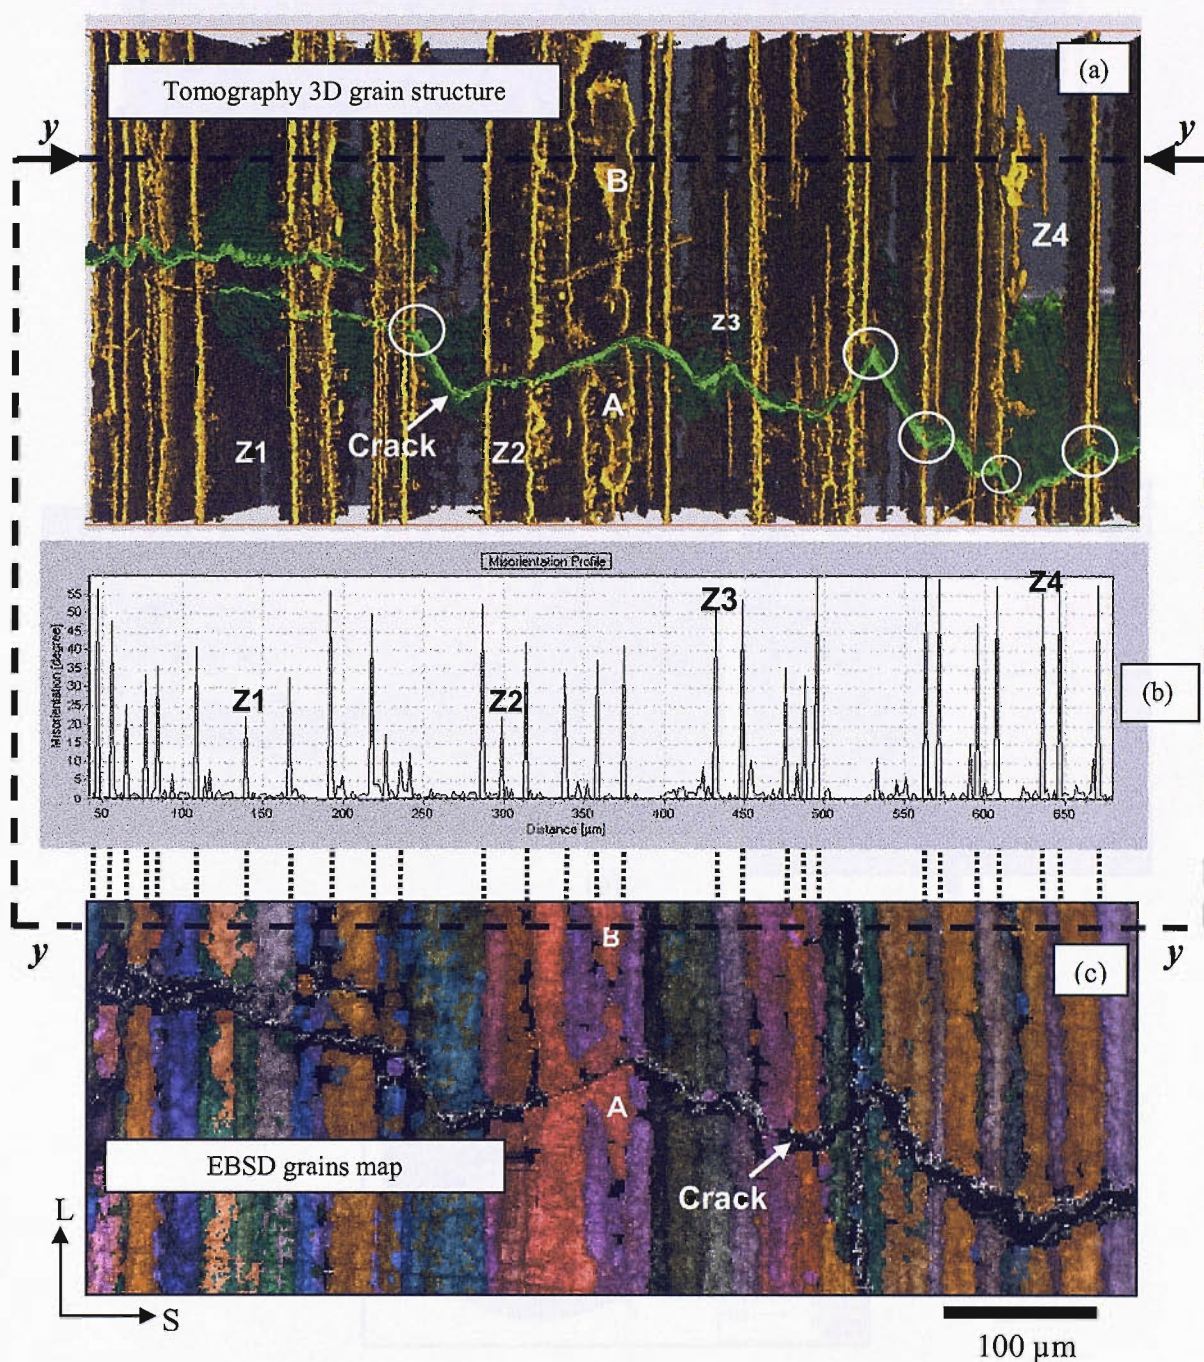 (a)
Tomography 3D grain structure
y
y
B
Z4
Z3
A
Crack
Z1
Z2
Misorientation Profile
Misorientation [degree]
55
50
45
40
35
30
25
20
15
10
5
0
Z3
Z4
Z1
Z2
(b)
50 100 150 200 250 300 350 400 450 500 550 600 650
Distance [µm]
y
y
B
(c)
A
EBSD grains map
Crack
L
S
100 µm